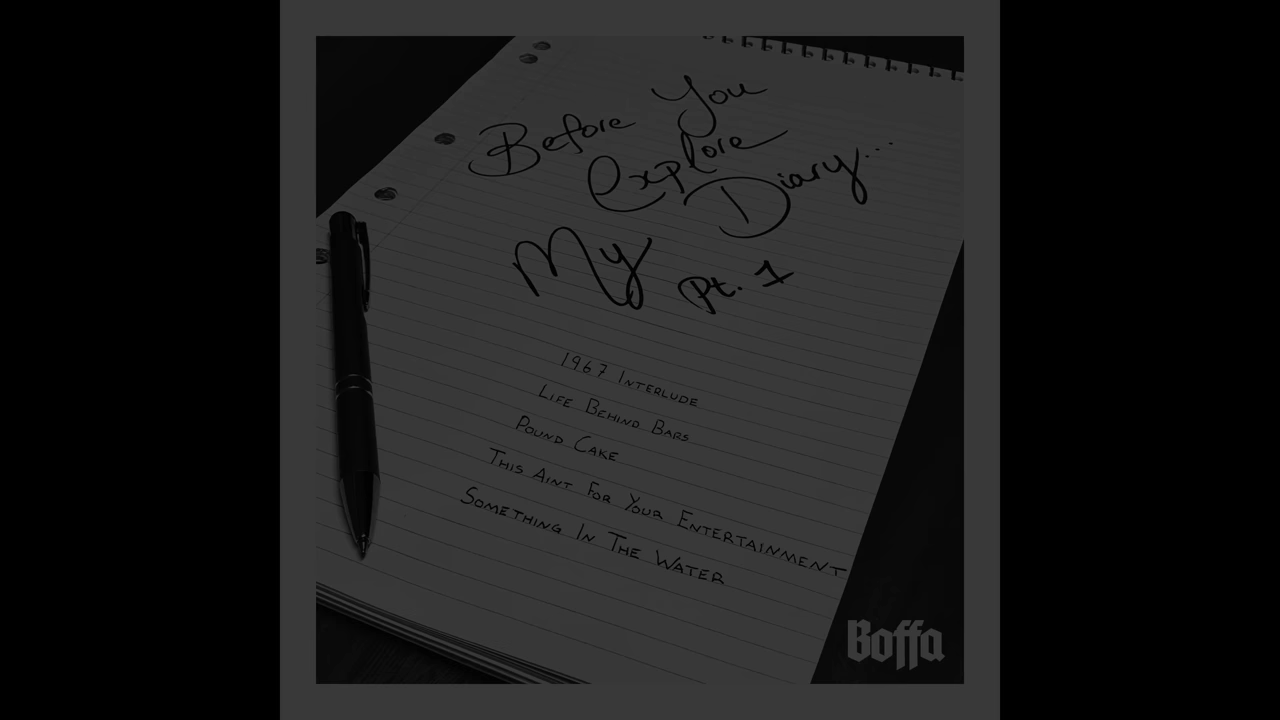 Before You
explore
Diary...
My pt. 1
1967 INTERLUDE
LIFE BEHIND BARS
POUND CAKE
THIS AINT FOR YOUR ENTERTAINMENT
SOMETHING IN THE WATER
Boffa